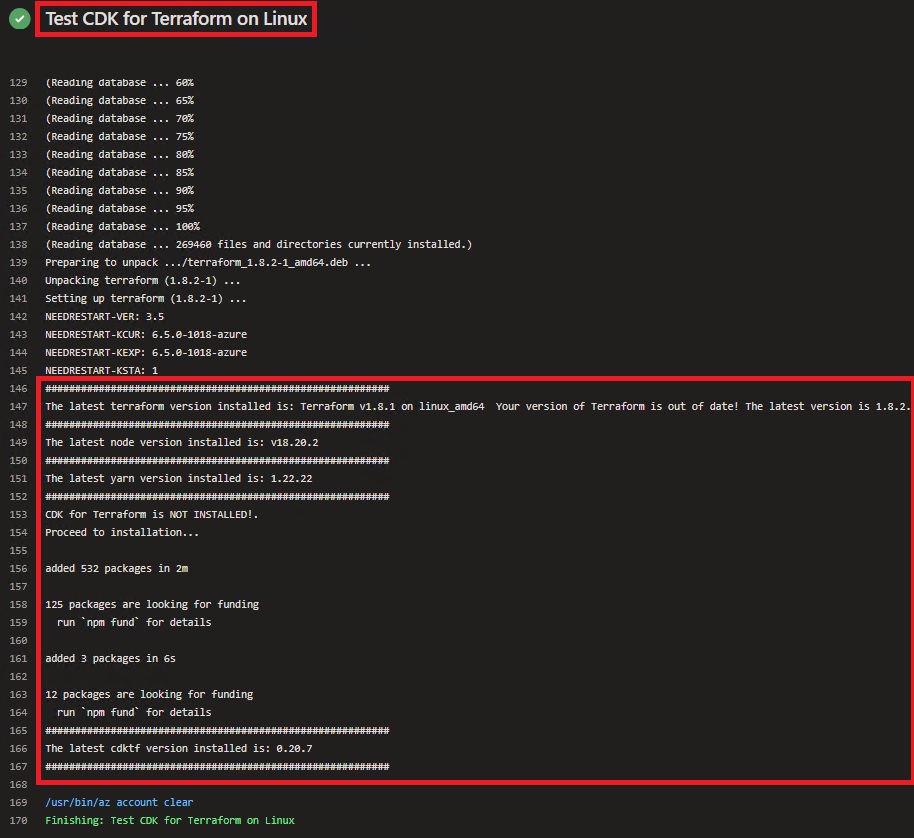 Test CDK for Terraform on Linux
129 (Reading database ... 60%
130 (Reading database ... 65%
131 (Reading database ... 70%
132 (Reading database ... 75%
133 (Reading database ... 80%
134 (Reading database ... 85%
135 (Reading database ... 90%
136 (Reading database ... 95%
137 (Reading database ... 100%
138 (Reading database ... 269460 files and directories currently installed.)
139 Preparing to unpack .../terraform_1.8.2-1_amd64.deb ...
140 Unpacking terraform (1.8.2-1) ...
141 Setting up terraform (1.8.2-1) ...
142 NEEDRESTART-VER: 3.5
143 NEEDRESTART-KCUR: 6.5.0-1018-azure
144 NEEDRESTART-KEXP: 6.5.0-1018-azure
145 NEEDRESTART-KSTA: 1
146 ##########################################################
147 The latest terraform version installed is: Terraform v1.8.1 on linux_amd64  Your version of Terraform is out of date! The latest version is 1.8.2.
148 ##########################################################
149 The latest node version installed is: v18.20.2
150 ##########################################################
151 The latest yarn version installed is: 1.22.22
152 ##########################################################
153 CDK for Terraform is NOT INSTALLED!.
154 Proceed to installation...
155
156 added 532 packages in 2m
157
158 125 packages are looking for funding
159   run `npm fund` for details
160
161 added 3 packages in 6s
162
163 12 packages are looking for funding
164   run `npm fund` for details
165 ##########################################################
166 The latest cdktf version installed is: 0.20.7
167 ##########################################################
168
169 /usr/bin/az account clear
170 Finishing: Test CDK for Terraform on Linux